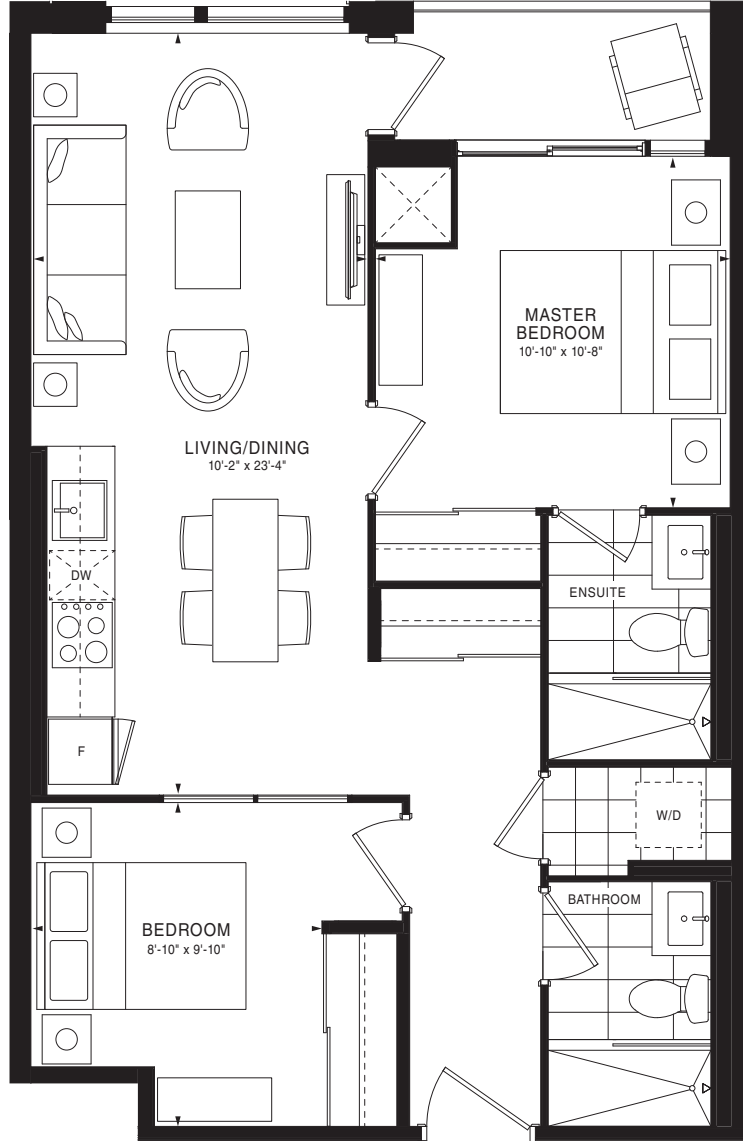 MASTER
BEDROOM
10'-10" x 10'-8"
LIVING/DINING
10'-2" x 23'-4"
DW
ENSUITE
F
W/D
BATHROOM
BEDROOM
8'-10" x 9'-10"